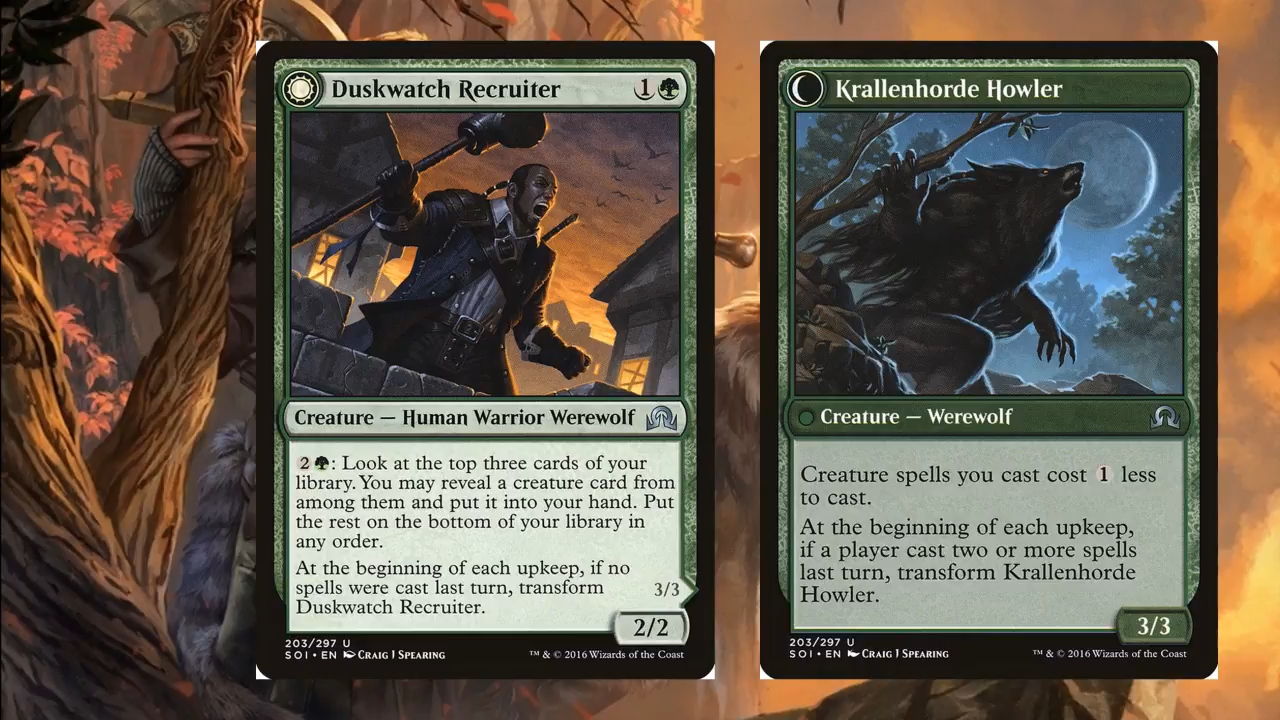 Duskwatch Recruiter 1
Creature — Human Warrior Werewolf
2 : Look at the top three cards of your
library. You may reveal a creature card from
among them and put it into your hand. Put
the rest on the bottom of your library in
any order.
At the beginning of each upkeep, if no
spells were cast last turn, transform
Duskwatch Recruiter.
3/3
2/2
203/297 U
SOI • EN CRAIG J SPEARING
™ & © 2016 Wizards of the Coast
Krallenhorde Howler
Creature — Werewolf
Creature spells you cast cost 1 less
to cast.
At the beginning of each upkeep,
if a player cast two or more spells
last turn, transform Krallenhorde
Howler.
3/3
203/297 U
SOI • EN CRAIG J SPEARING
™ & © 2016 Wizards of the Coast